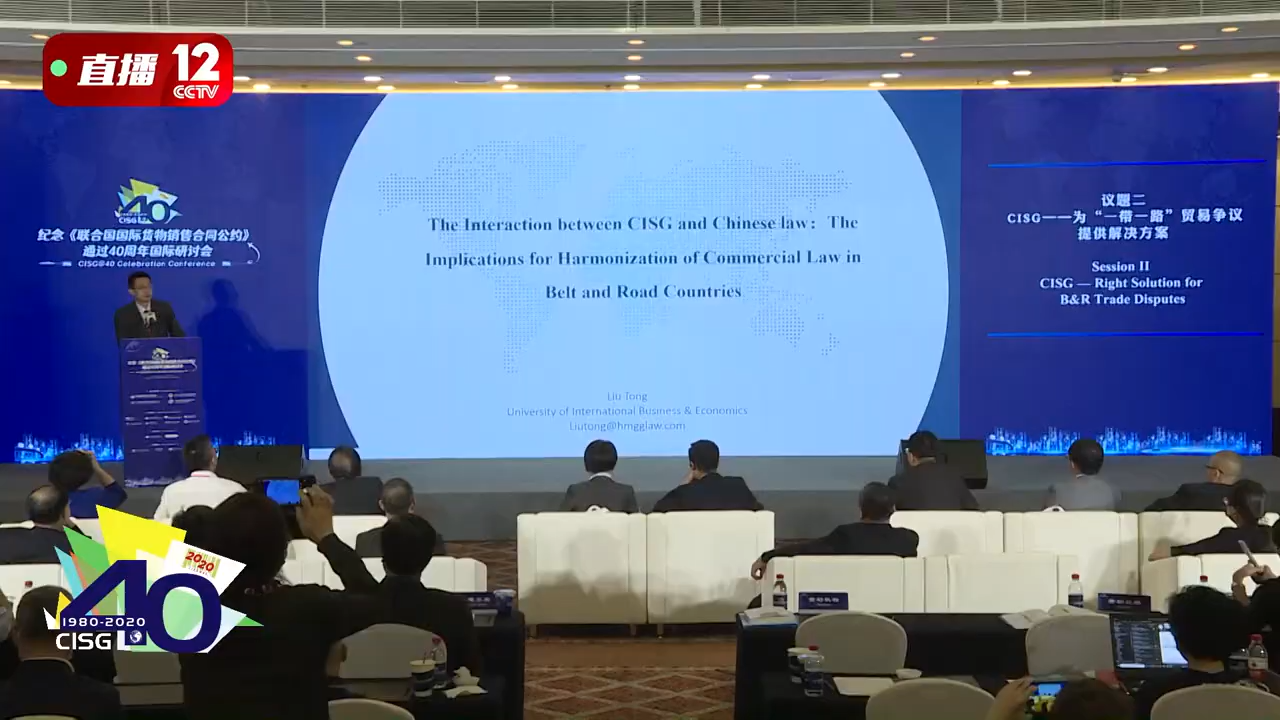 直播 12
CCTV
CISG 40
纪念《联合国国际货物销售合同公约》
通过40周年国际研讨会
CISG@40 Celebration Conference
The Interaction between CISG and Chinese law: The
Implications for Harmonization of Commercial Law in
Belt and Road Countries
Liu Tong
University of International Business & Economics
Liutong@hmgglaw.com
议题二
CISG——为“一带一路”贸易争议
提供解决方案
Session II
CISG — Right Solution for
B&R Trade Disputes
2020
40
1980-2020
CISG